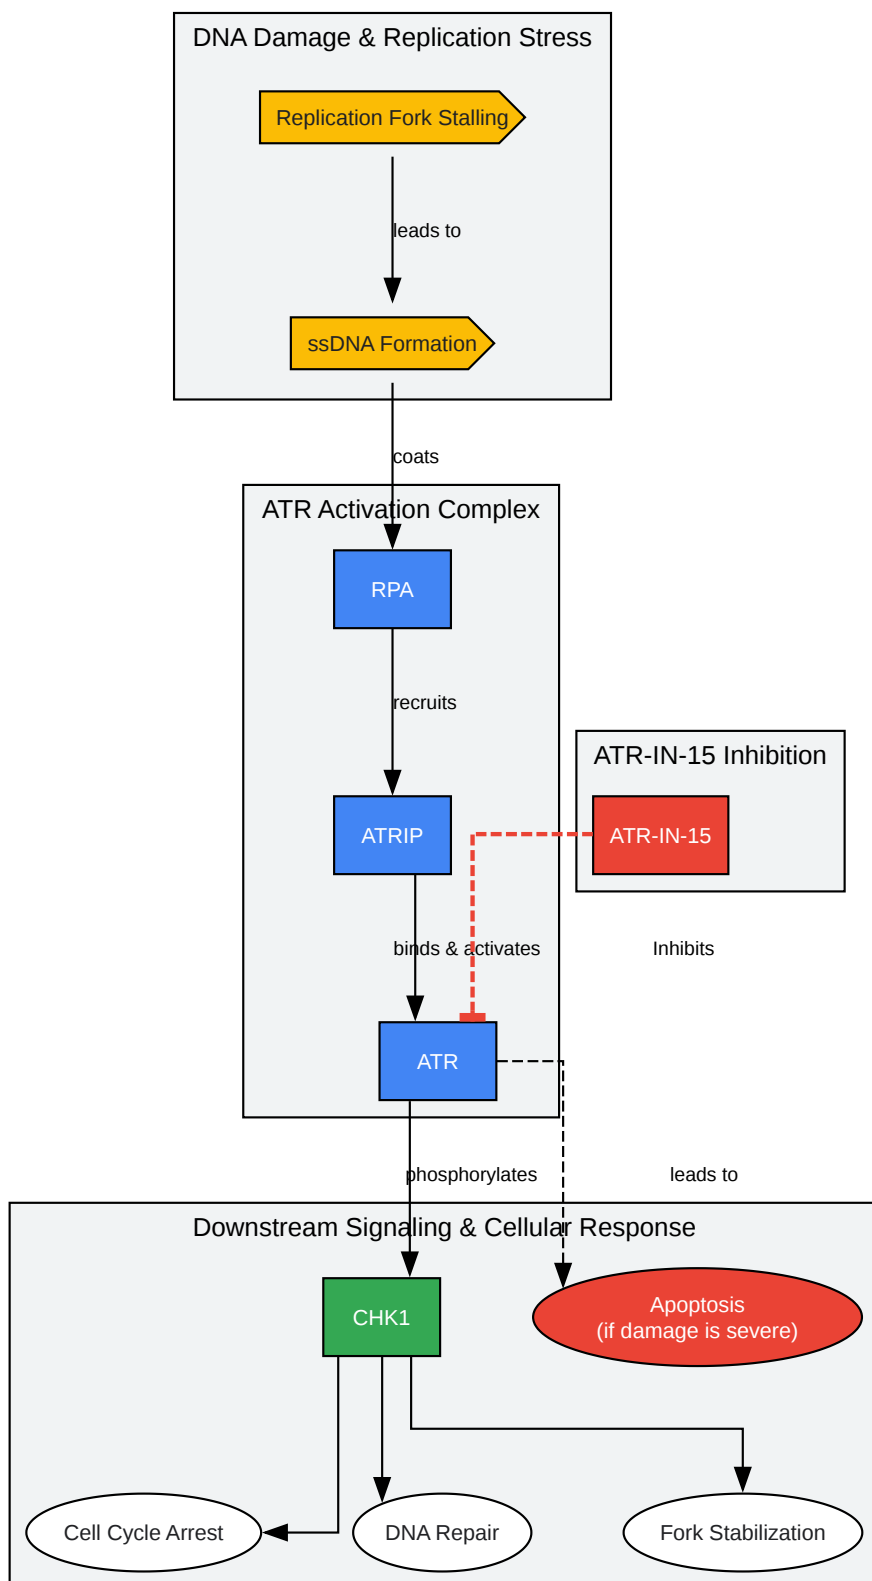 DNA Damage & Replication Stress
Replication Fork Stalling
leads to
ssDNA Formation
coats
ATR Activation Complex
RPA
recruits
ATR-IN-15 Inhibition
ATRIP
ATR-IN-15
binds & activates
Inhibits
ATR
phosphorylates
leads to
Downstream Signaling & Cellular Response
CHK1
Apoptosis
(if damage is severe)
Cell Cycle Arrest
DNA Repair
Fork Stabilization